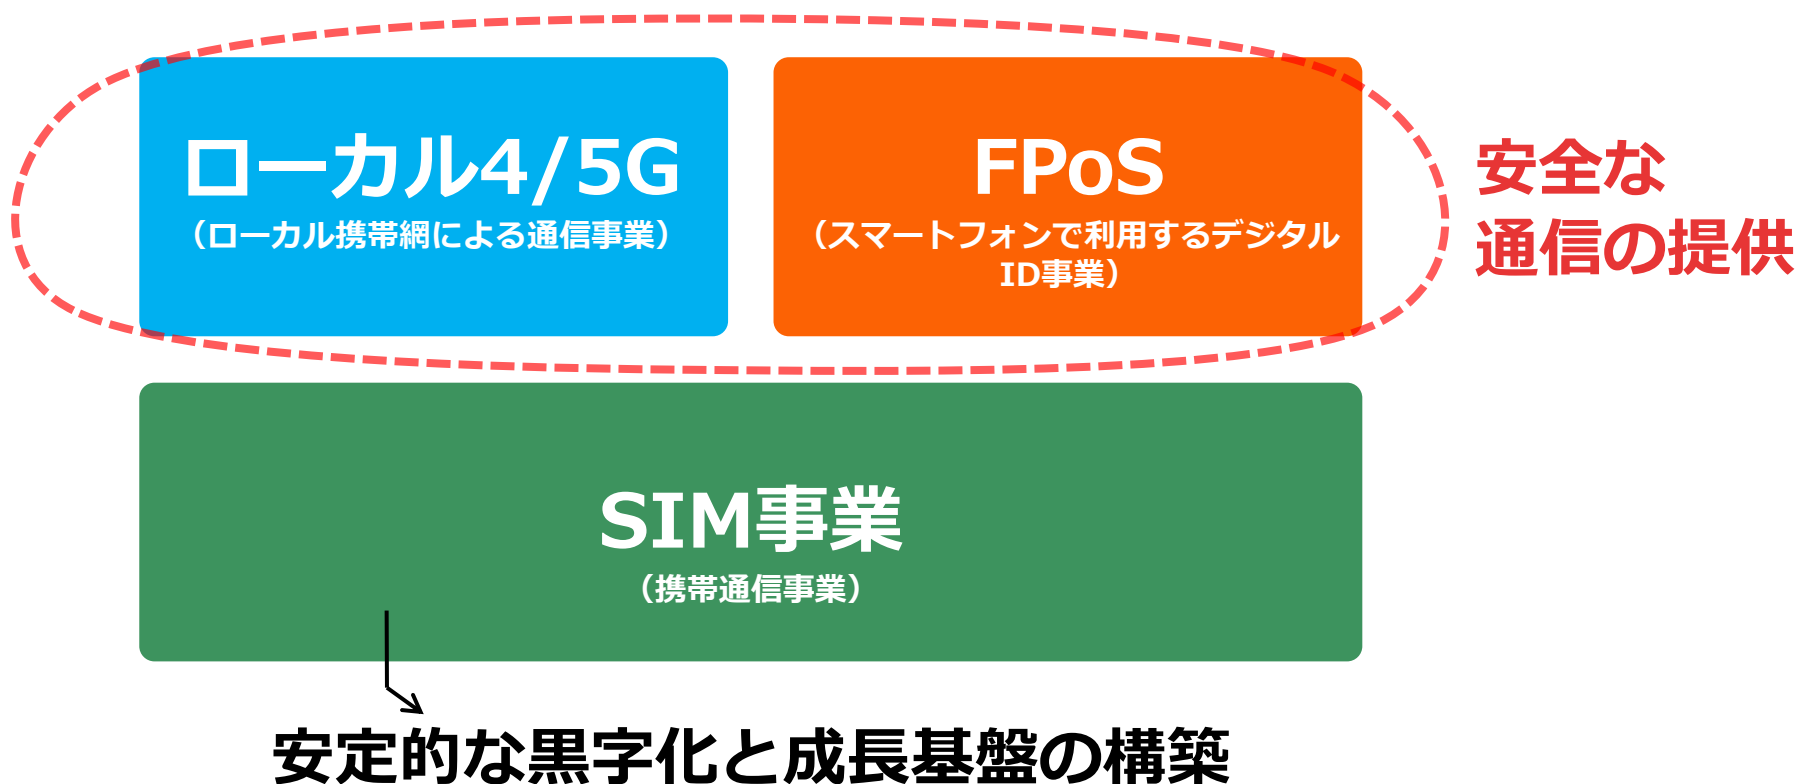 ローカル4/5G
（ローカル携帯網による通信事業）
FPoS
（スマートフォンで利用するデジタル
ID事業）
安全な
通信の提供
SIM事業
（携帯通信事業）
安定的な黒字化と成長基盤の構築